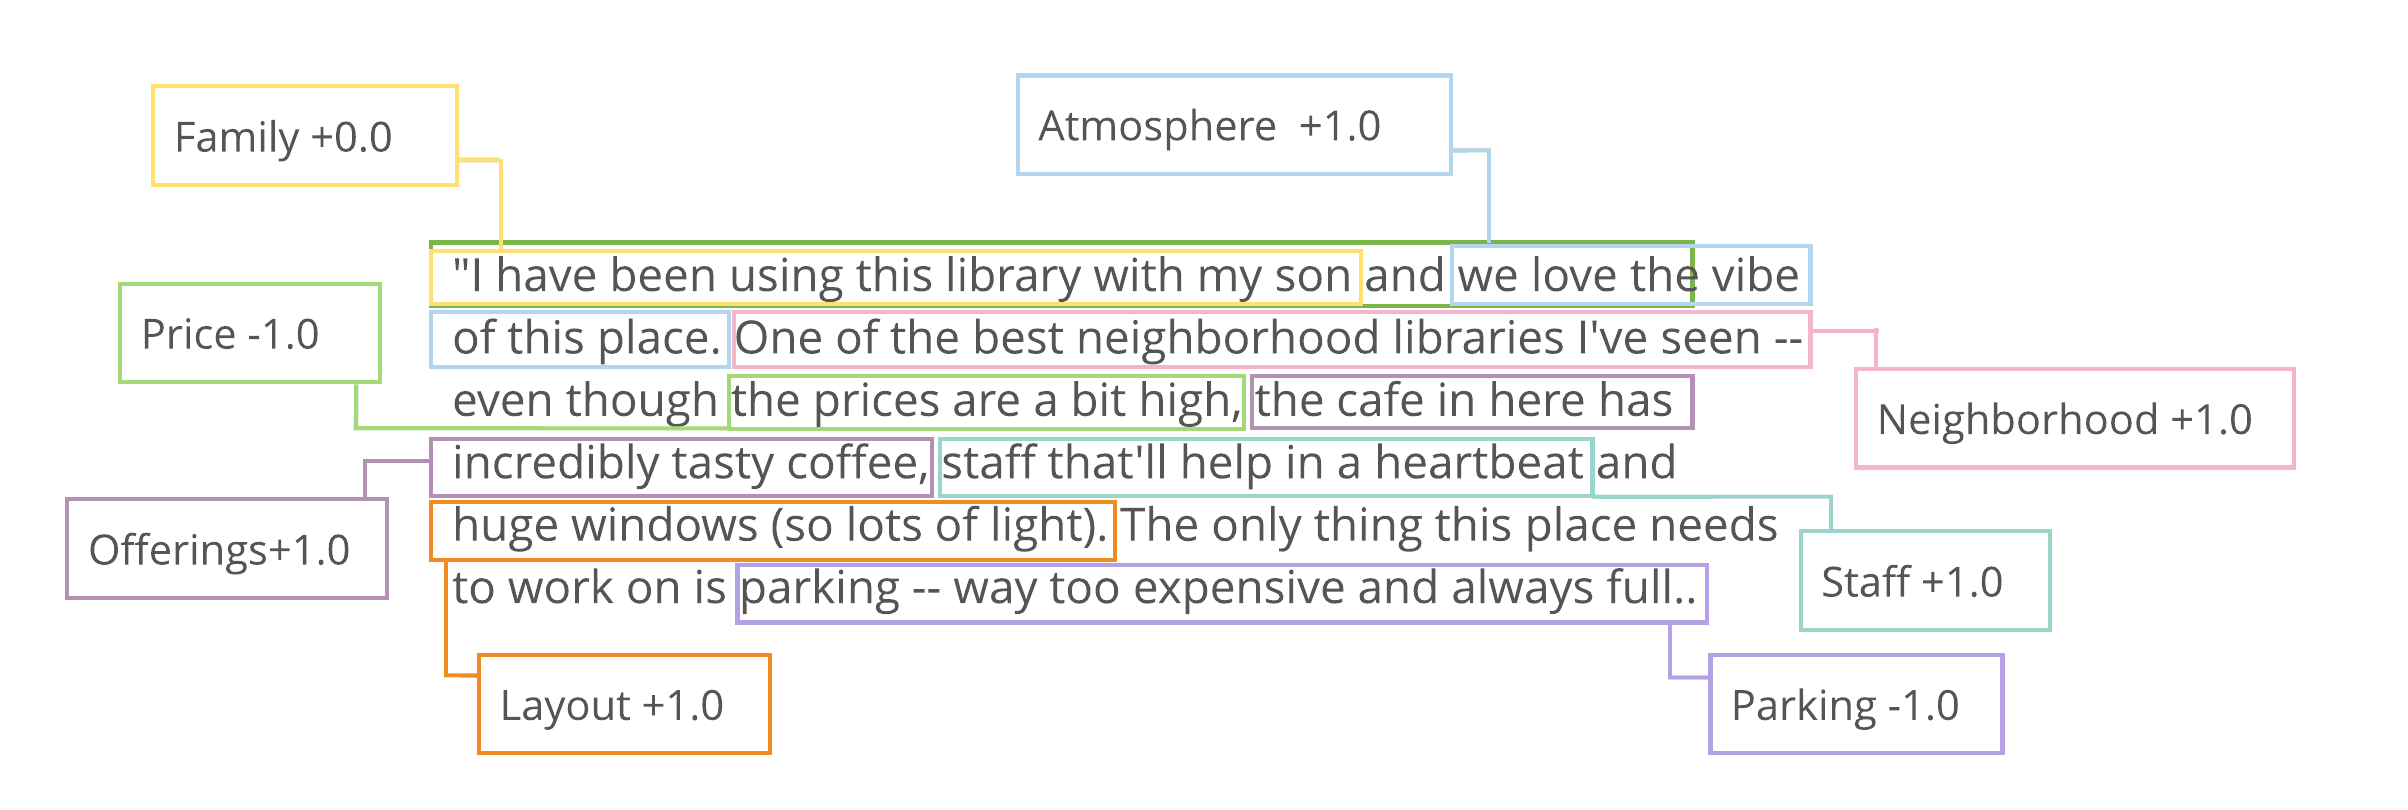 Family +0.0
Atmosphere  +1.0
"I have been using this library with my son and we love the vibe
of this place. One of the best neighborhood libraries I've seen --
even though the prices are a bit high, the cafe in here has
incredibly tasty coffee, staff that'll help in a heartbeat and
huge windows (so lots of light). The only thing this place needs
to work on is parking -- way too expensive and always full..
Price -1.0
Neighborhood +1.0
Offerings+1.0
Staff +1.0
Layout +1.0
Parking -1.0